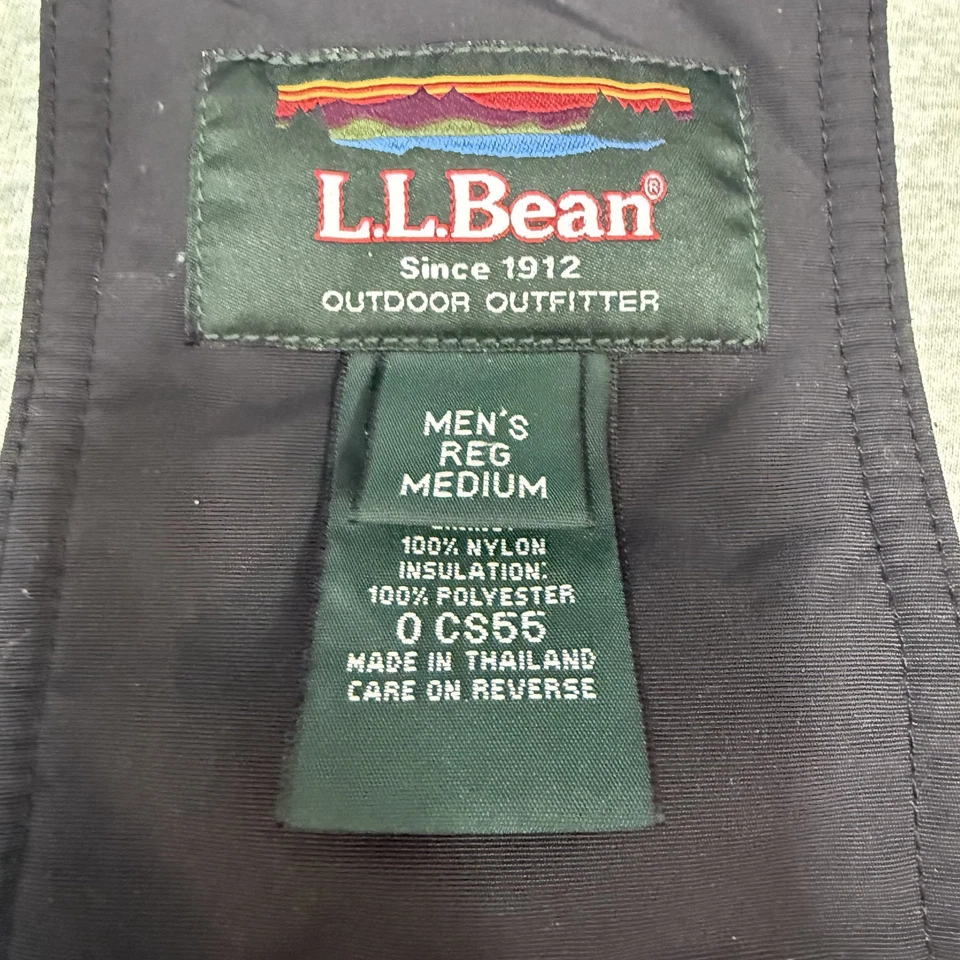 L.L.Bean®
Since 1912
OUTDOOR OUTFITTER
MEN'S
REG
MEDIUM
100% NYLON
INSULATION:
100% POLYESTER
0 CS55
MADE IN THAILAND
CARE ON REVERSE